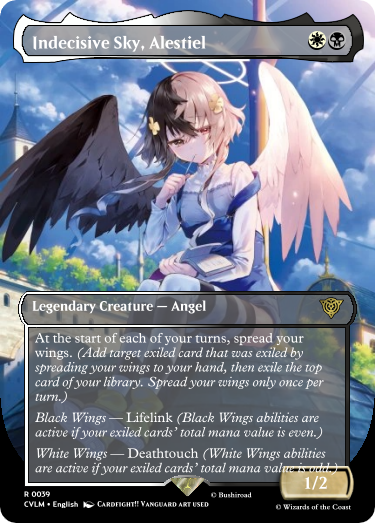 Indecisive Sky, Alestiel
Legendary Creature — Angel
At the start of each of your turns, spread your
wings. (Add target exiled card that was exiled by
spreading your wings to your hand, then exile the top
card of your library. Spread your wings only once per
turn.)
Black Wings — Lifelink (Black Wings abilities are
active if your exiled cards' total mana value is even.)
White Wings — Deathtouch (White Wings abilities
are active if your exiled cards' total mana value is odd.)
1/2
R 0039
CVLM • English CARDFIGHT!! VANGUARD ART USED
© Bushiroad
© Wizards of the Coast